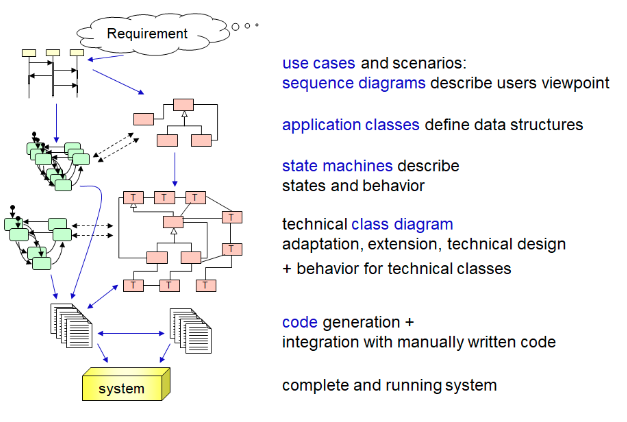 Requirement
use cases and scenarios:
sequence diagrams describe users viewpoint
application classes define data structures
state machines describe
states and behavior
T T T
T
technical class diagram
adaptation, extension, technical design
T
+ behavior for technical classes
T T T
code generation +
integration with manually written code
system
complete and running system